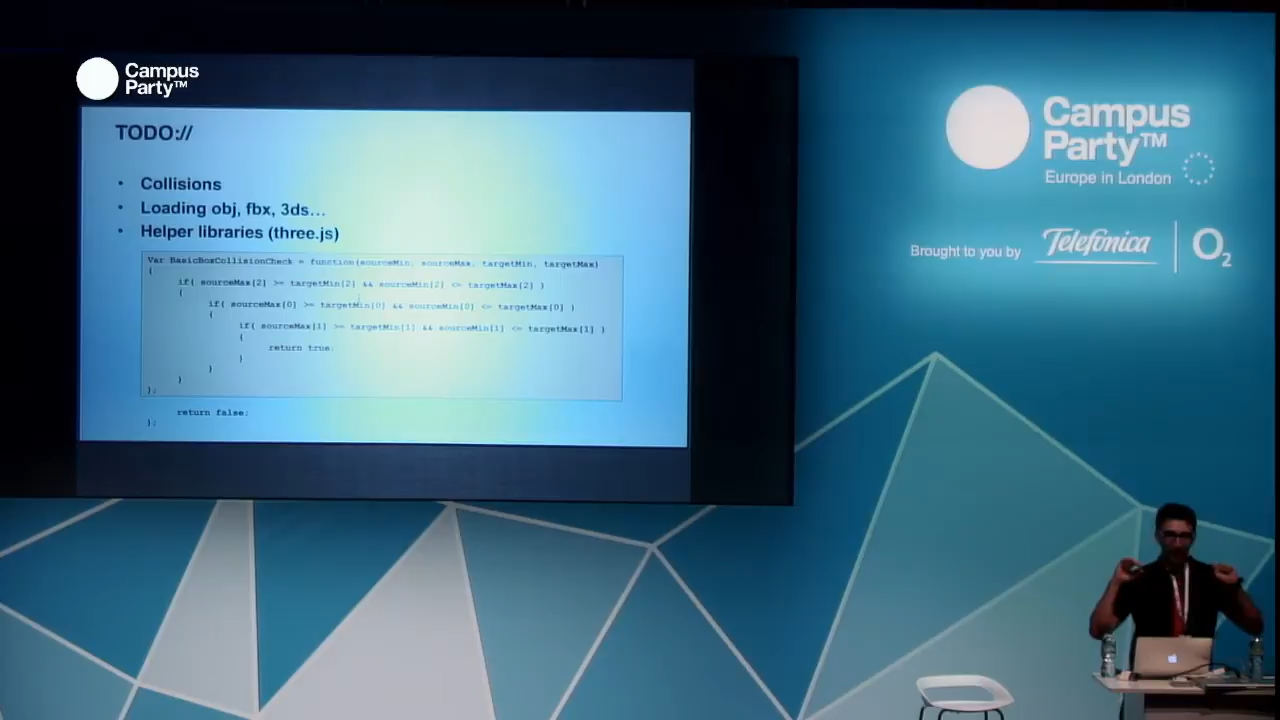 Campus
Party™
TODO://
• Collisions
• Loading obj, fbx, 3ds…
• Helper libraries (three.js)
Var BasicBoxCollisionCheck = function(sourceMin, sourceMax, targetMin, targetMax)
{
if( sourceMax[2] >= targetMin[2] && sourceMin[2] <= targetMax[2] )
{
if( sourceMax[0] >= targetMin[0] && sourceMin[0] <= targetMax[0] )
{
if( sourceMax[1] >= targetMin[1] && sourceMin[1] <= targetMax[1] )
{
return true;
}
}
}
};
return false;
};
Campus
Party™
Europe in London
Brought to you by Telefónica O2